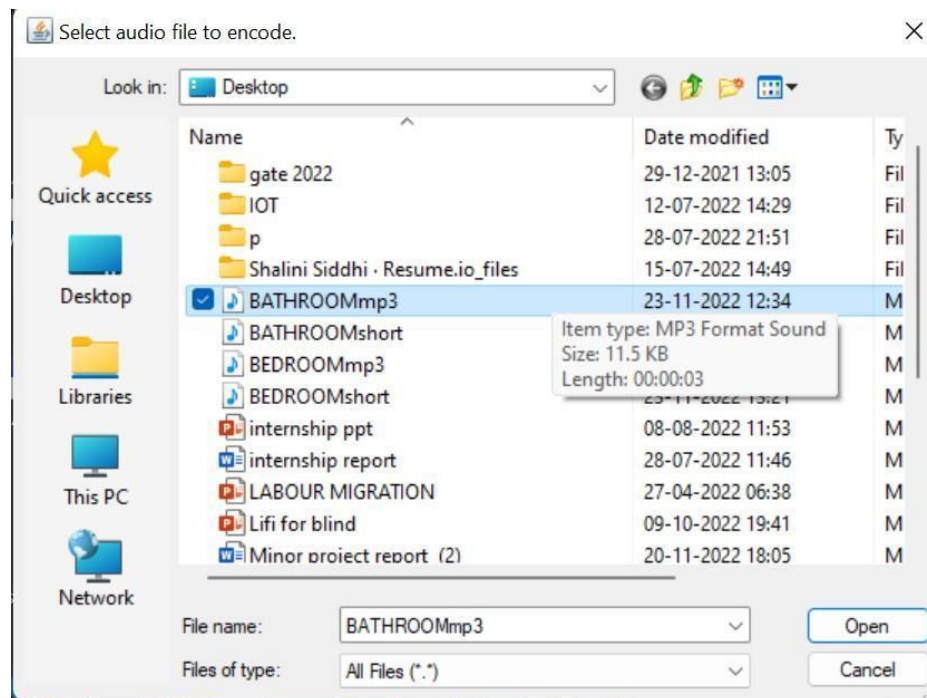 Select audio file to encode.
Look in: Desktop
Name Date modified Ty
gate 2022 29-12-2021 13:05 Fil
IOT 12-07-2022 14:29 Fil
p 28-07-2022 21:51 Fil
Shalini Siddhi · Resume.io_files 15-07-2022 14:49 Fil
BATHROOMmp3 23-11-2022 12:34 M
BATHROOMshort M
BEDROOMmp3 M
BEDROOMshort M
Item type: MP3 Format Sound
Size: 11.5 KB
Length: 00:00:03
internship ppt 08-08-2022 11:53 M
internship report 28-07-2022 11:46 M
LABOUR MIGRATION 27-04-2022 06:38 M
Lifi for blind 09-10-2022 19:41 M
Minor project report (2) 20-11-2022 18:05 M
Quick access
Desktop
Libraries
This PC
Network
File name: BATHROOMmp3 Open
Files of type: All Files (*.*) Cancel